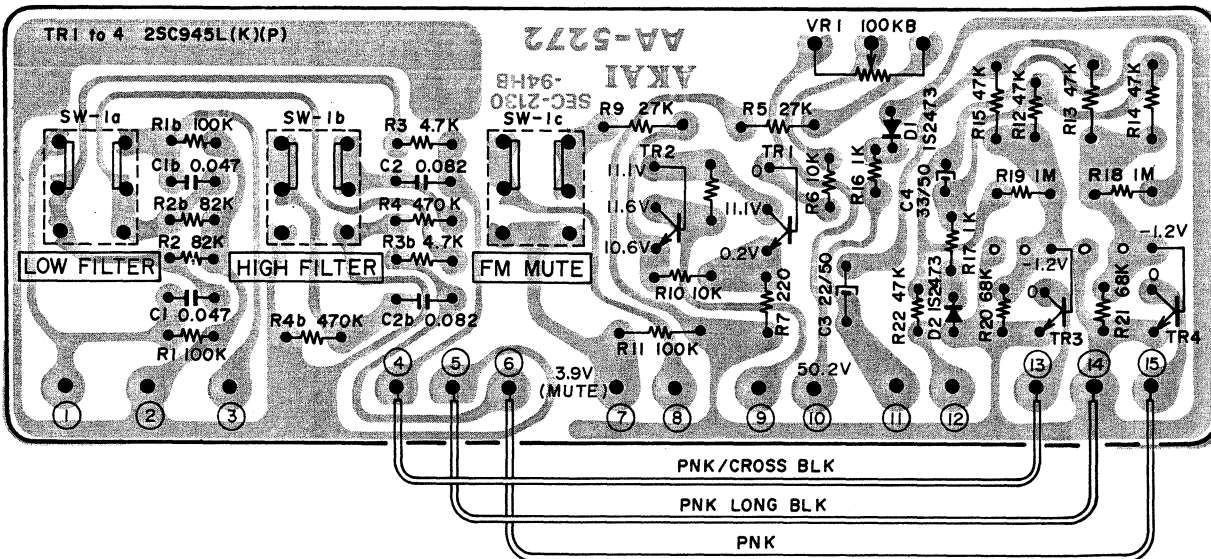 TR1 to 4 2SC945L(K)(P)
AA-5272
AKAI
SEC-2130
-94HB
VR1 100KB
SW-1a
R1b 100K
C1b 0.047
R2b 82K
R2 82K
C1 0.047
R1 100K
LOW FILTER
SW-1b
R3 4.7K
C2 0.082
R4 470K
R3b 4.7K
C2b 0.082
R4b 470K
HIGH FILTER
SW-1c
FM MUTE
R9 27K
R5 27K
TR2
11.1V
11.6V
10.6V
R10 10K
R11 100K
TR1
0
11.1V
0.2V
R7 220
R6 10K
R16 1K
D1
1S2473
C4
33/50
R17 1K
C3 22/50
R22 47K
D2 1S2473
R20 68K
R15 47K
R12 47K
R13 47K
R14 47K
R19 1M
R18 1M
-1.2V
0
TR3
R21 68K
-1.2V
0
TR4
3.9V
(MUTE)
50.2V
1 2 3 4 5 6 7 8 9 10 11 12 13 14 15
PNK/CROSS BLK
PNK LONG BLK
PNK